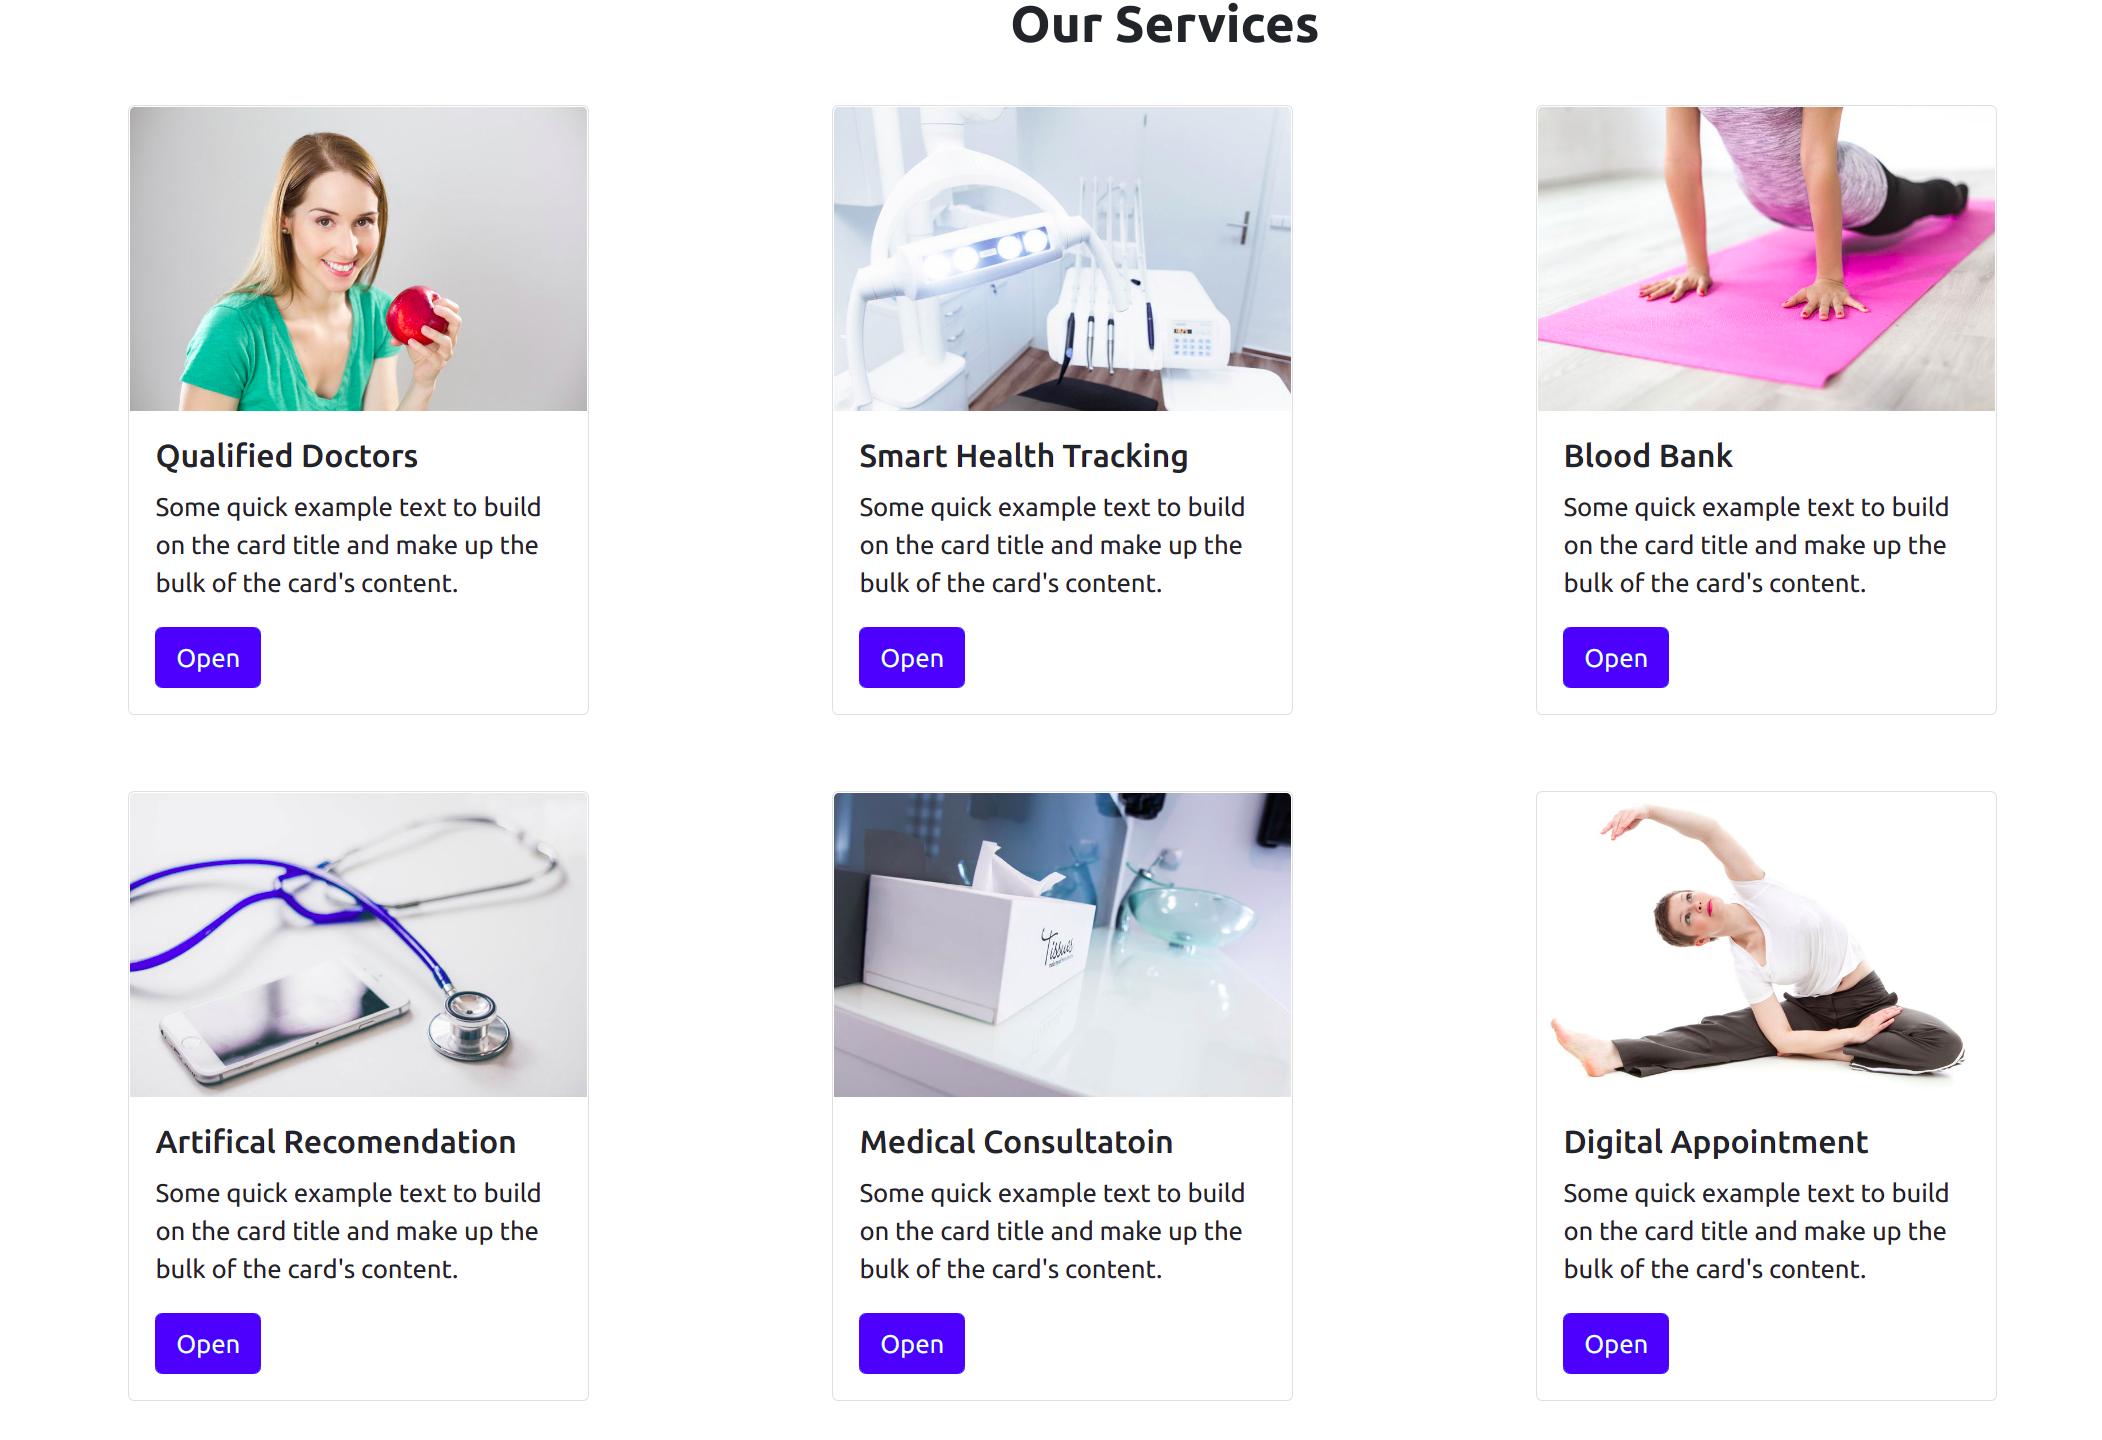 Our Services
Qualified Doctors
Some quick example text to build
on the card title and make up the
bulk of the card's content.
Open
Smart Health Tracking
Some quick example text to build
on the card title and make up the
bulk of the card's content.
Open
Blood Bank
Some quick example text to build
on the card title and make up the
bulk of the card's content.
Open
Tissues
Artifical Recomendation
Some quick example text to build
on the card title and make up the
bulk of the card's content.
Open
Medical Consultatoin
Some quick example text to build
on the card title and make up the
bulk of the card's content.
Open
Digital Appointment
Some quick example text to build
on the card title and make up the
bulk of the card's content.
Open